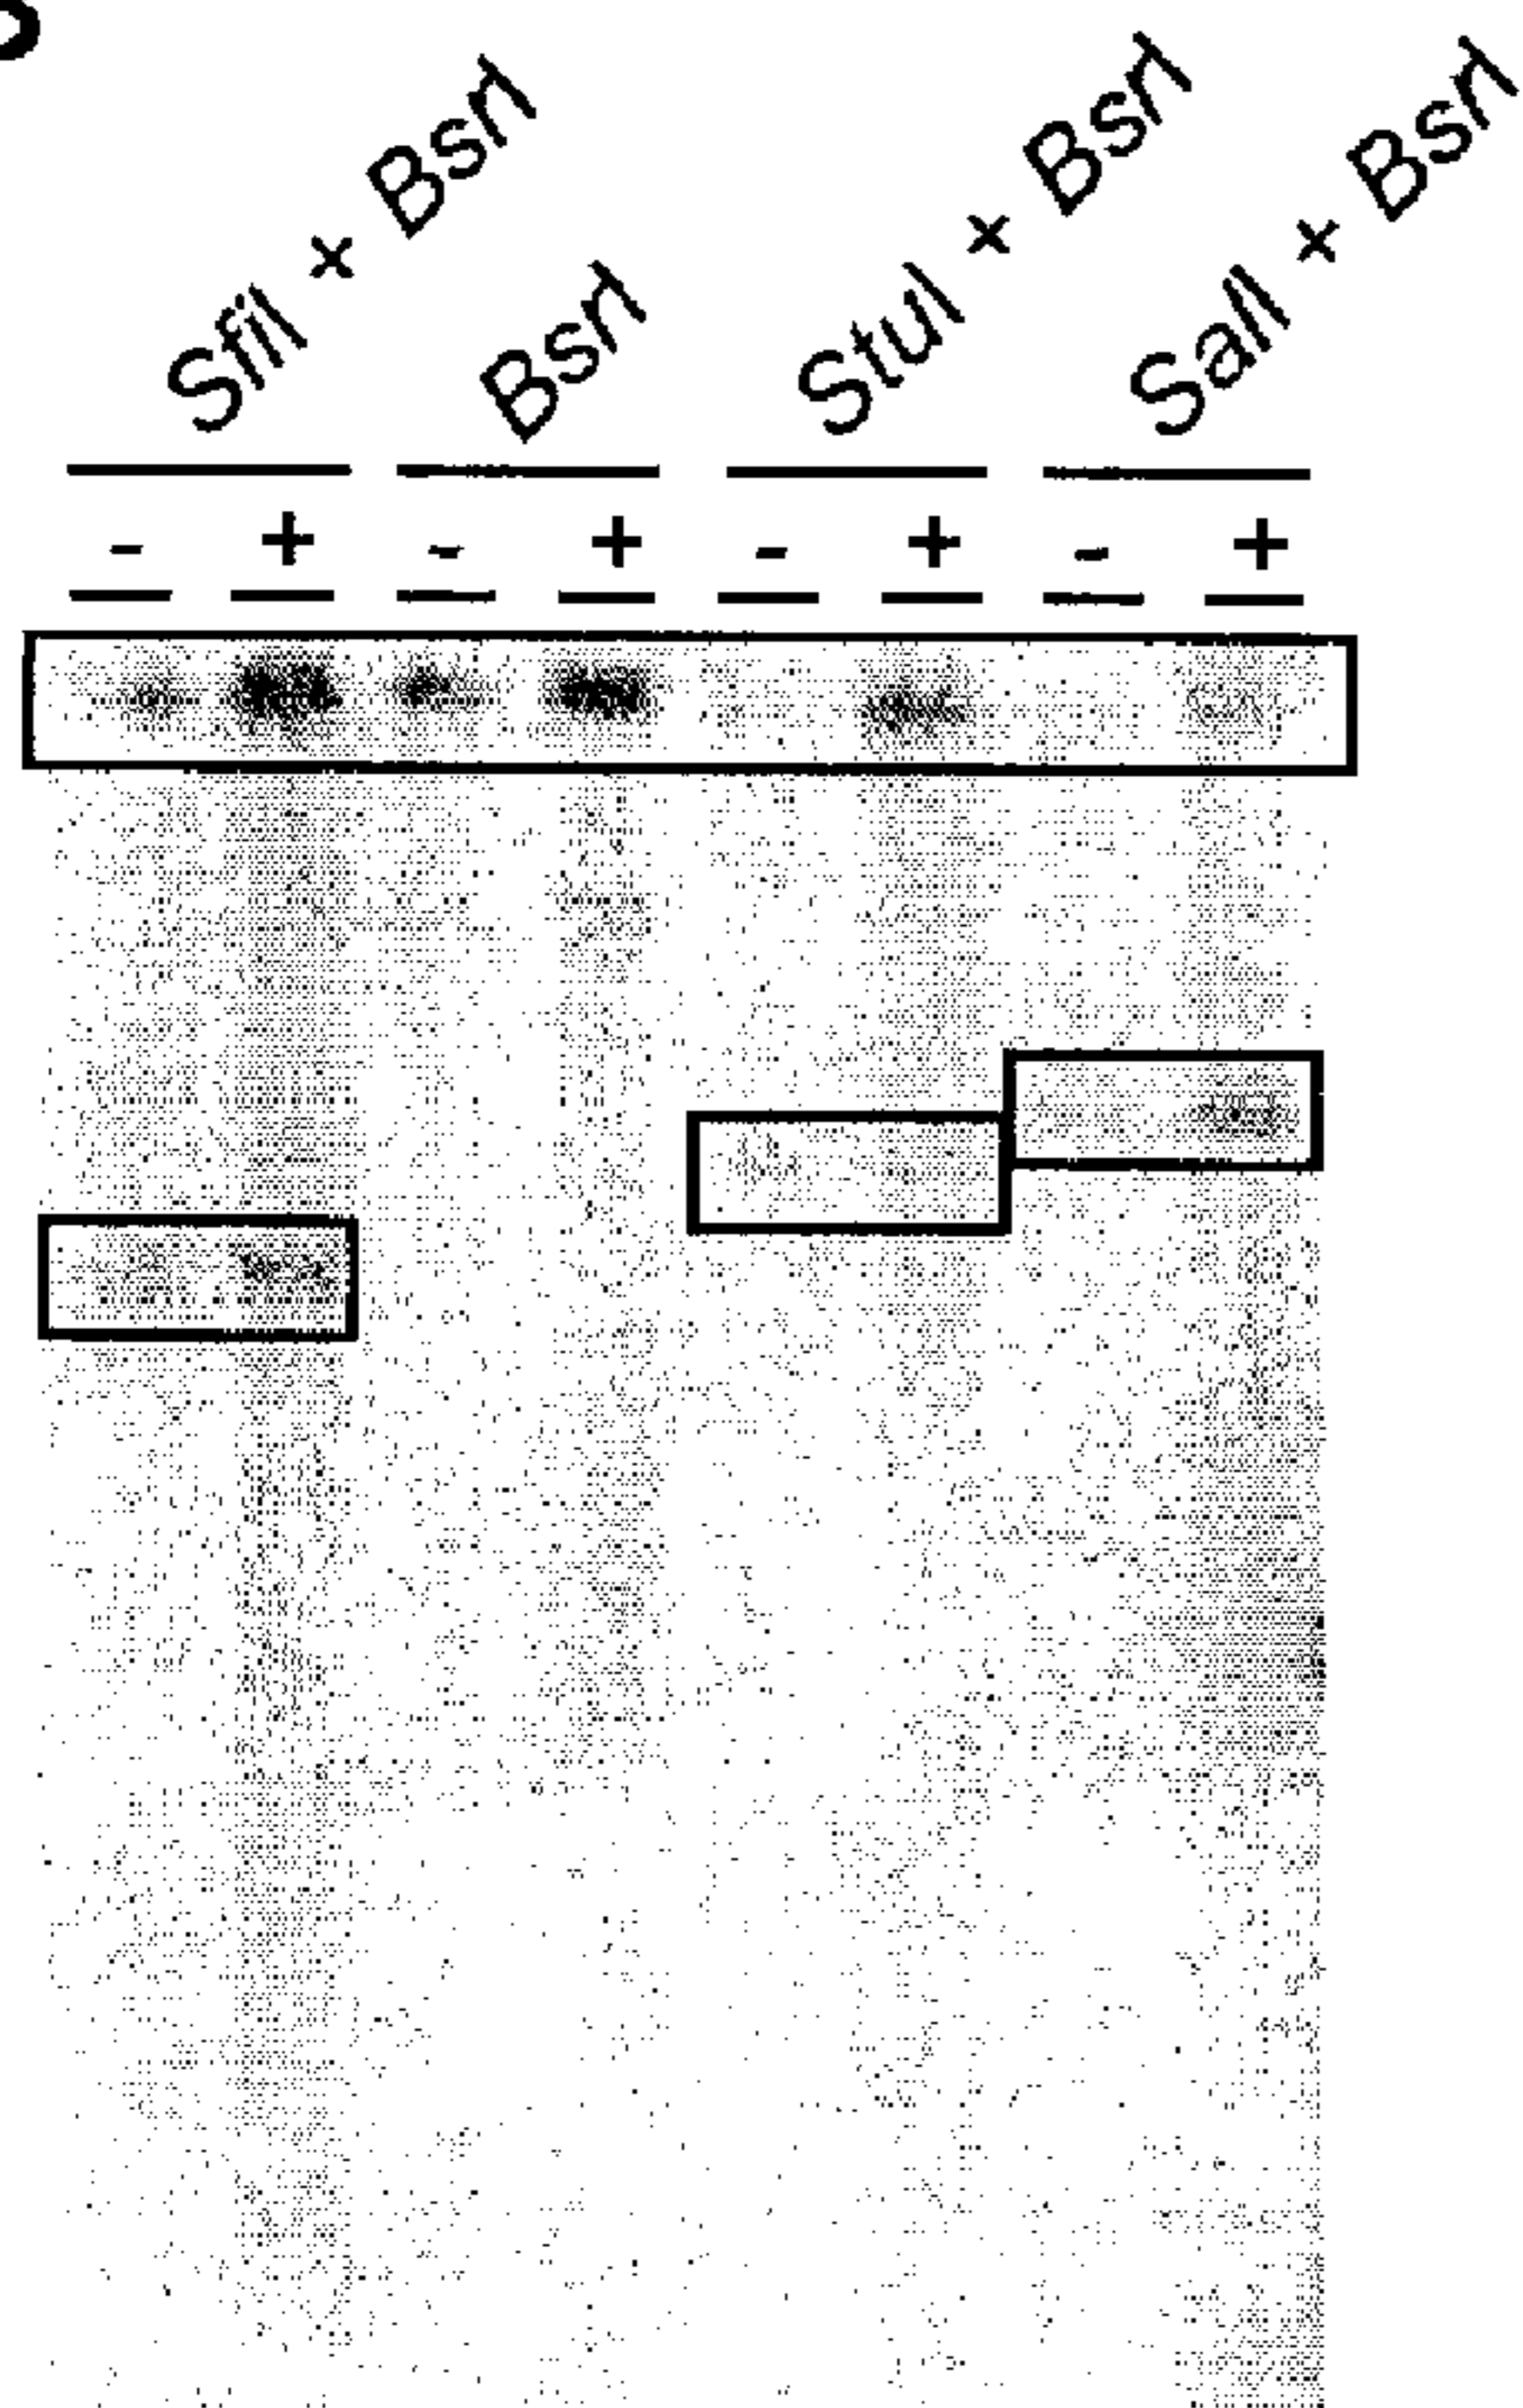 SfiI × BsrI
BsrI
StuI × BsrI
SalI × BsrI
- + - + - + - +